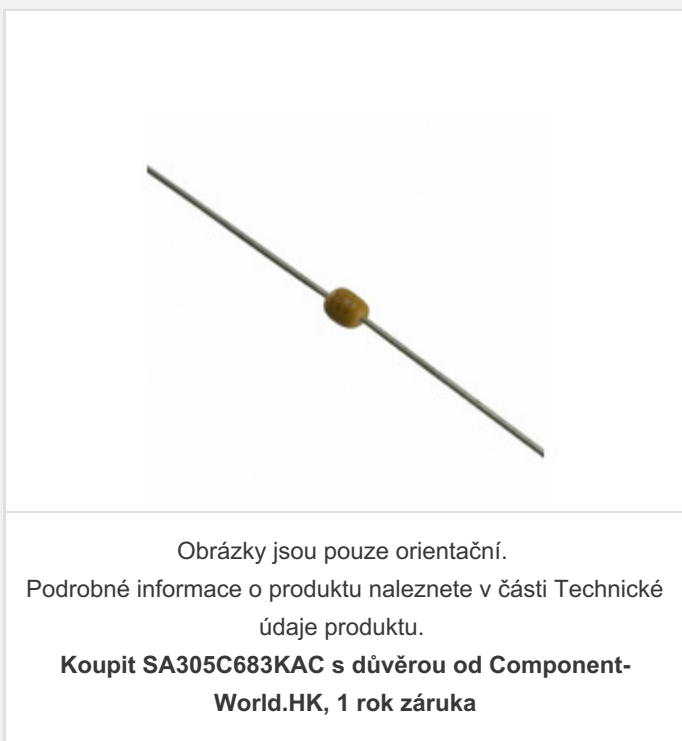 Obrázky jsou pouze orientační.
Podrobné informace o produktu naleznete v části Technické
údaje produktu.
Koupit SA305C683KAC s důvěrou od Component-
World.HK, 1 rok záruka